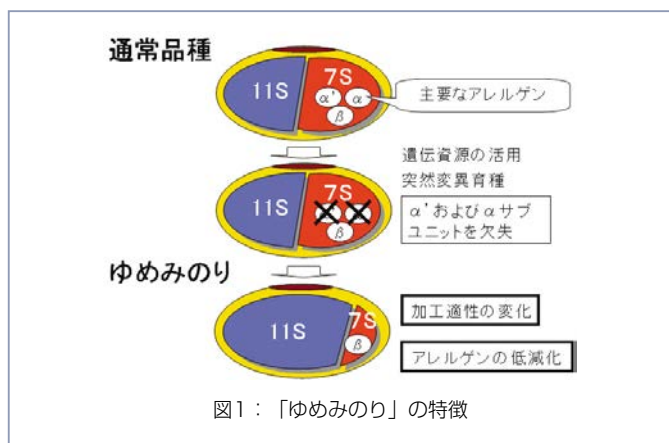 通常品種
11S
7S
α'
α
β
主要なアレルゲン
遺伝資源の活用
突然変異育種
11S
7S
β
α'およびαサブ
ユニットを欠失
ゆめみのり
11S
7S
β
加工適性の変化
アレルゲンの低減化
図1：「ゆめみのり」の特徴